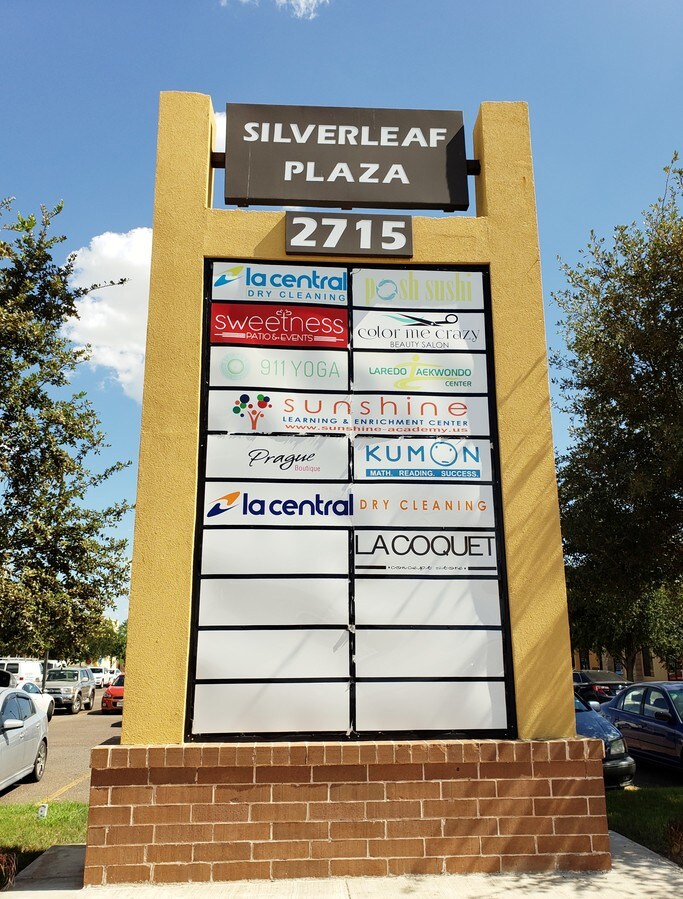 SILVERLEAF
PLAZA
2715
la central
DRY CLEANING
posh sushi
sweetness
PATIO & EVENTS
color me crazy
BEAUTY SALON
911 YOGA
LAREDO TAEKWONDO
CENTER
sunshine
LEARNING & ENRICHMENT CENTER
www.sunshine-academy.us
Prague
Boutique
KUMON
MATH. READING. SUCCESS.
la central DRY CLEANING
LA COQUET
•concept store•